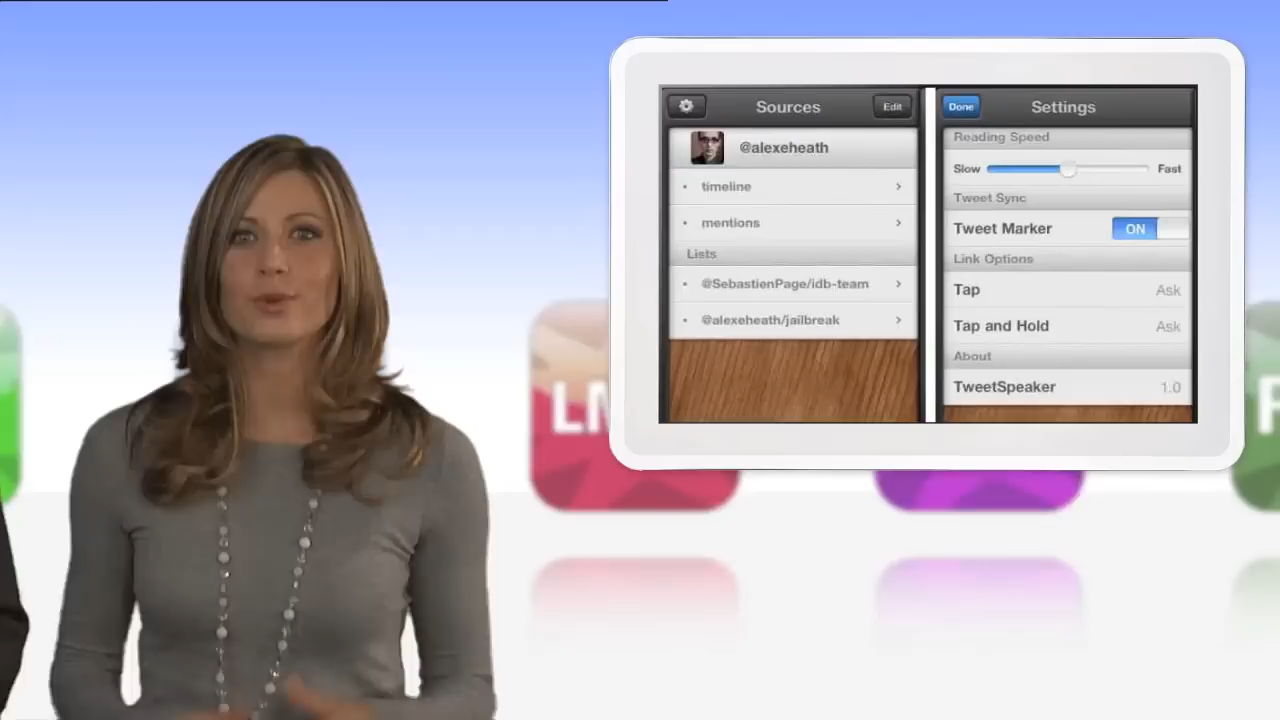 Sources
Edit
@alexeheath
timeline
mentions
Lists
@SebastienPage/idb-team
@alexeheath/jailbreak
Done
Settings
Reading Speed
Slow
Fast
Tweet Sync
Tweet Marker
ON
Link Options
Tap
Ask
Tap and Hold
Ask
About
TweetSpeaker
1.0